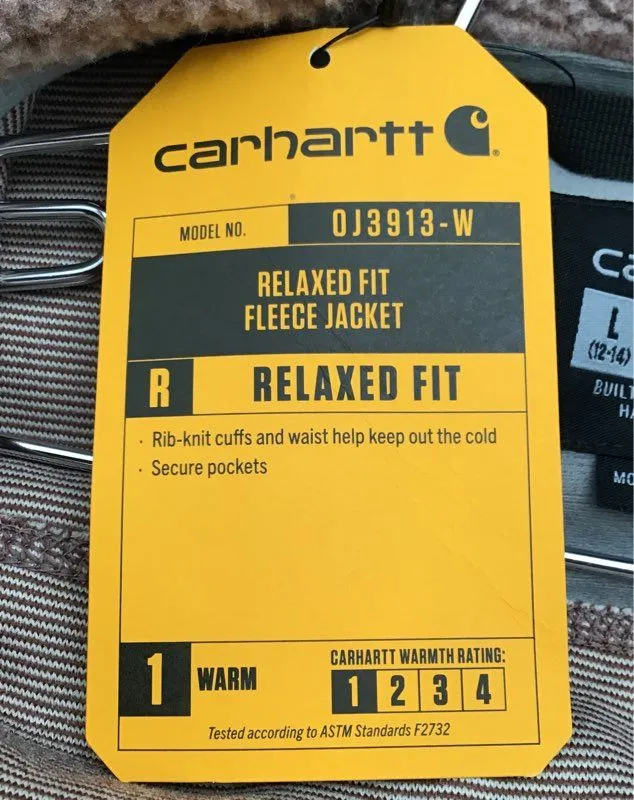 carhartt
MODEL NO. OJ3913-W
RELAXED FIT
FLEECE JACKET
R RELAXED FIT
· Rib-knit cuffs and waist help keep out the cold
· Secure pockets
1 WARM
CARHARTT WARMTH RATING:
1 2 3 4
Tested according to ASTM Standards F2732
L
(12-14)